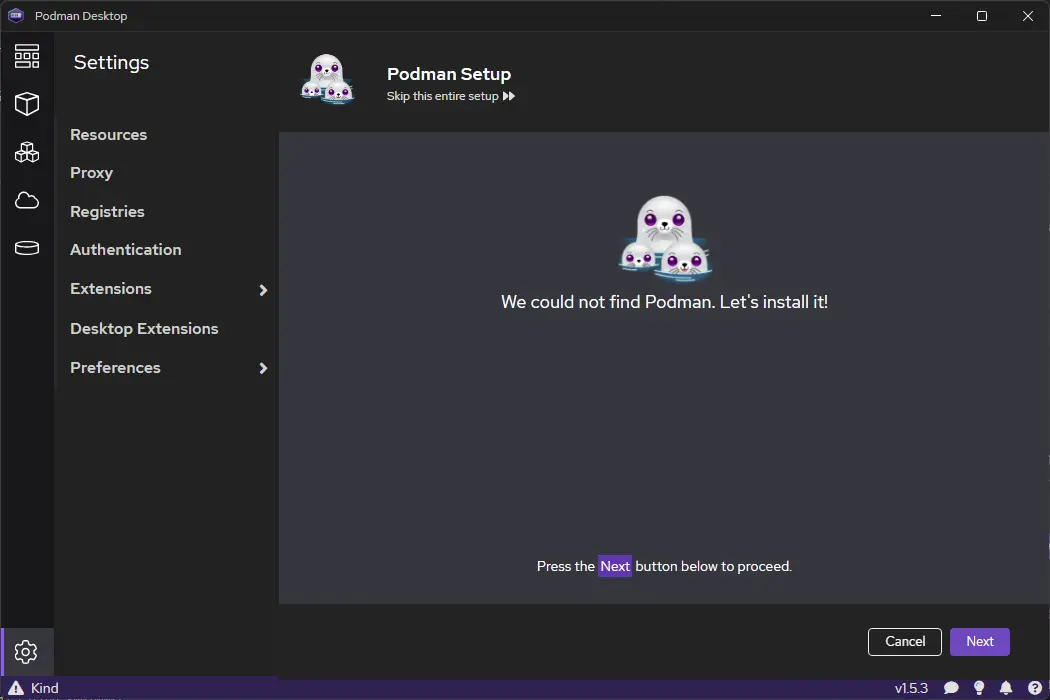 Podman Desktop
Settings
Resources
Proxy
Registries
Authentication
Extensions
Desktop Extensions
Preferences
Podman Setup
Skip this entire setup
We could not find Podman. Let's install it!
Press the Next button below to proceed.
Cancel
Next
Kind
v1.5.3